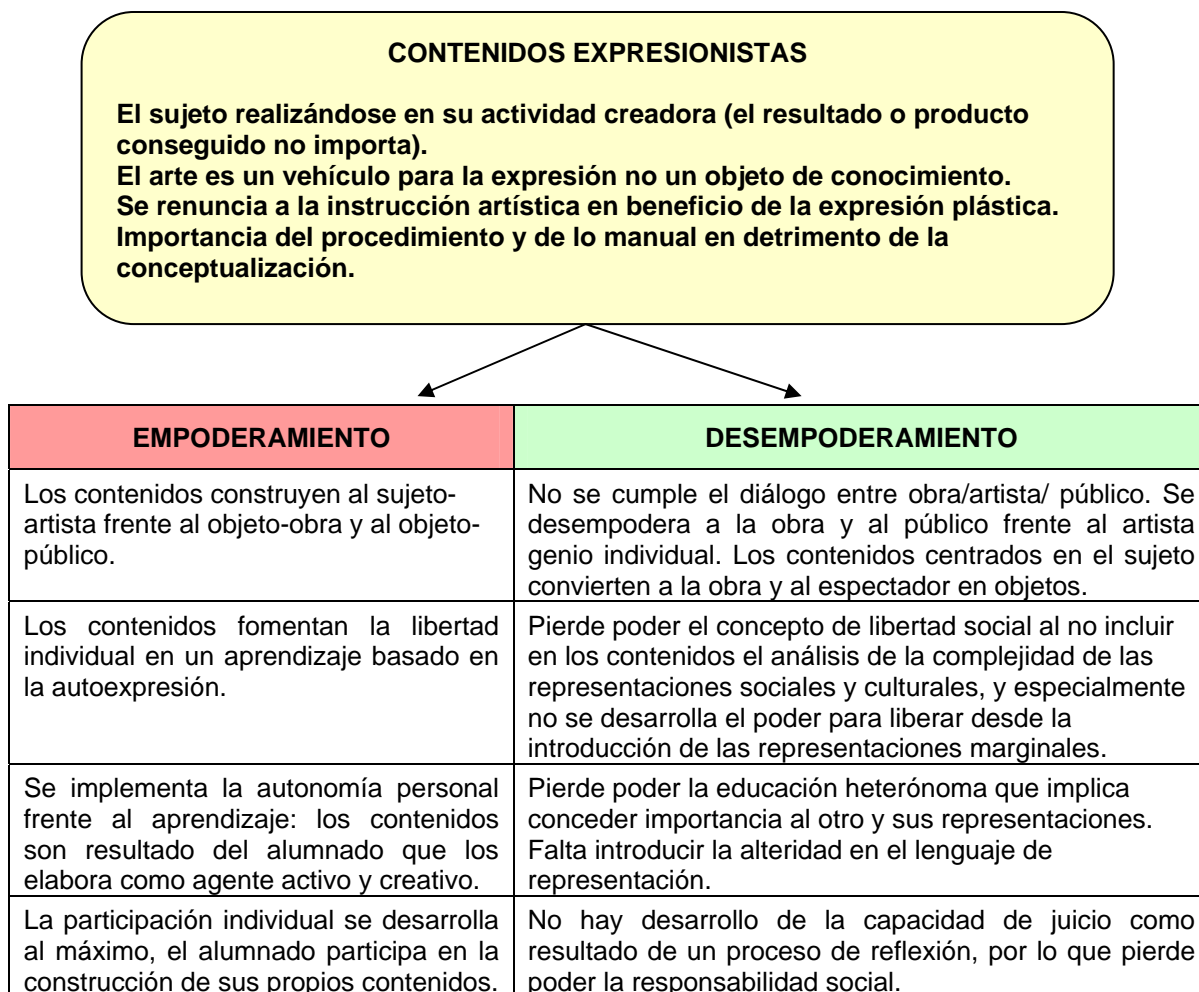 CONTENIDOS EXPRESIONISTAS
El sujeto realizándose en su actividad creadora (el resultado o producto
conseguido no importa).
El arte es un vehículo para la expresión no un objeto de conocimiento.
Se renuncia a la instrucción artística en beneficio de la expresión plástica.
Importancia del procedimiento y de lo manual en detrimento de la
conceptualización.
EMPODERAMIENTO
DESEMPODERAMIENTO
Los contenidos construyen al sujeto-
artista frente al objeto-obra y al objeto-
público.
No se cumple el diálogo entre obra/artista/ público. Se
desempodera a la obra y al público frente al artista
genio individual. Los contenidos centrados en el sujeto
convierten a la obra y al espectador en objetos.
Los contenidos fomentan la libertad
individual en un aprendizaje basado en
la autoexpresión.
Pierde poder el concepto de libertad social al no incluir
en los contenidos el análisis de la complejidad de las
representaciones sociales y culturales, y especialmente
no se desarrolla el poder para liberar desde la
introducción de las representaciones marginales.
Se implementa la autonomía personal
frente al aprendizaje: los contenidos
son resultado del alumnado que los
elabora como agente activo y creativo.
Pierde poder la educación heterónoma que implica
conceder importancia al otro y sus representaciones.
Falta introducir la alteridad en el lenguaje de
representación.
La participación individual se desarrolla
al máximo, el alumnado participa en la
construcción de sus propios contenidos.
No hay desarrollo de la capacidad de juicio como
resultado de un proceso de reflexión, por lo que pierde
poder la responsabilidad social.